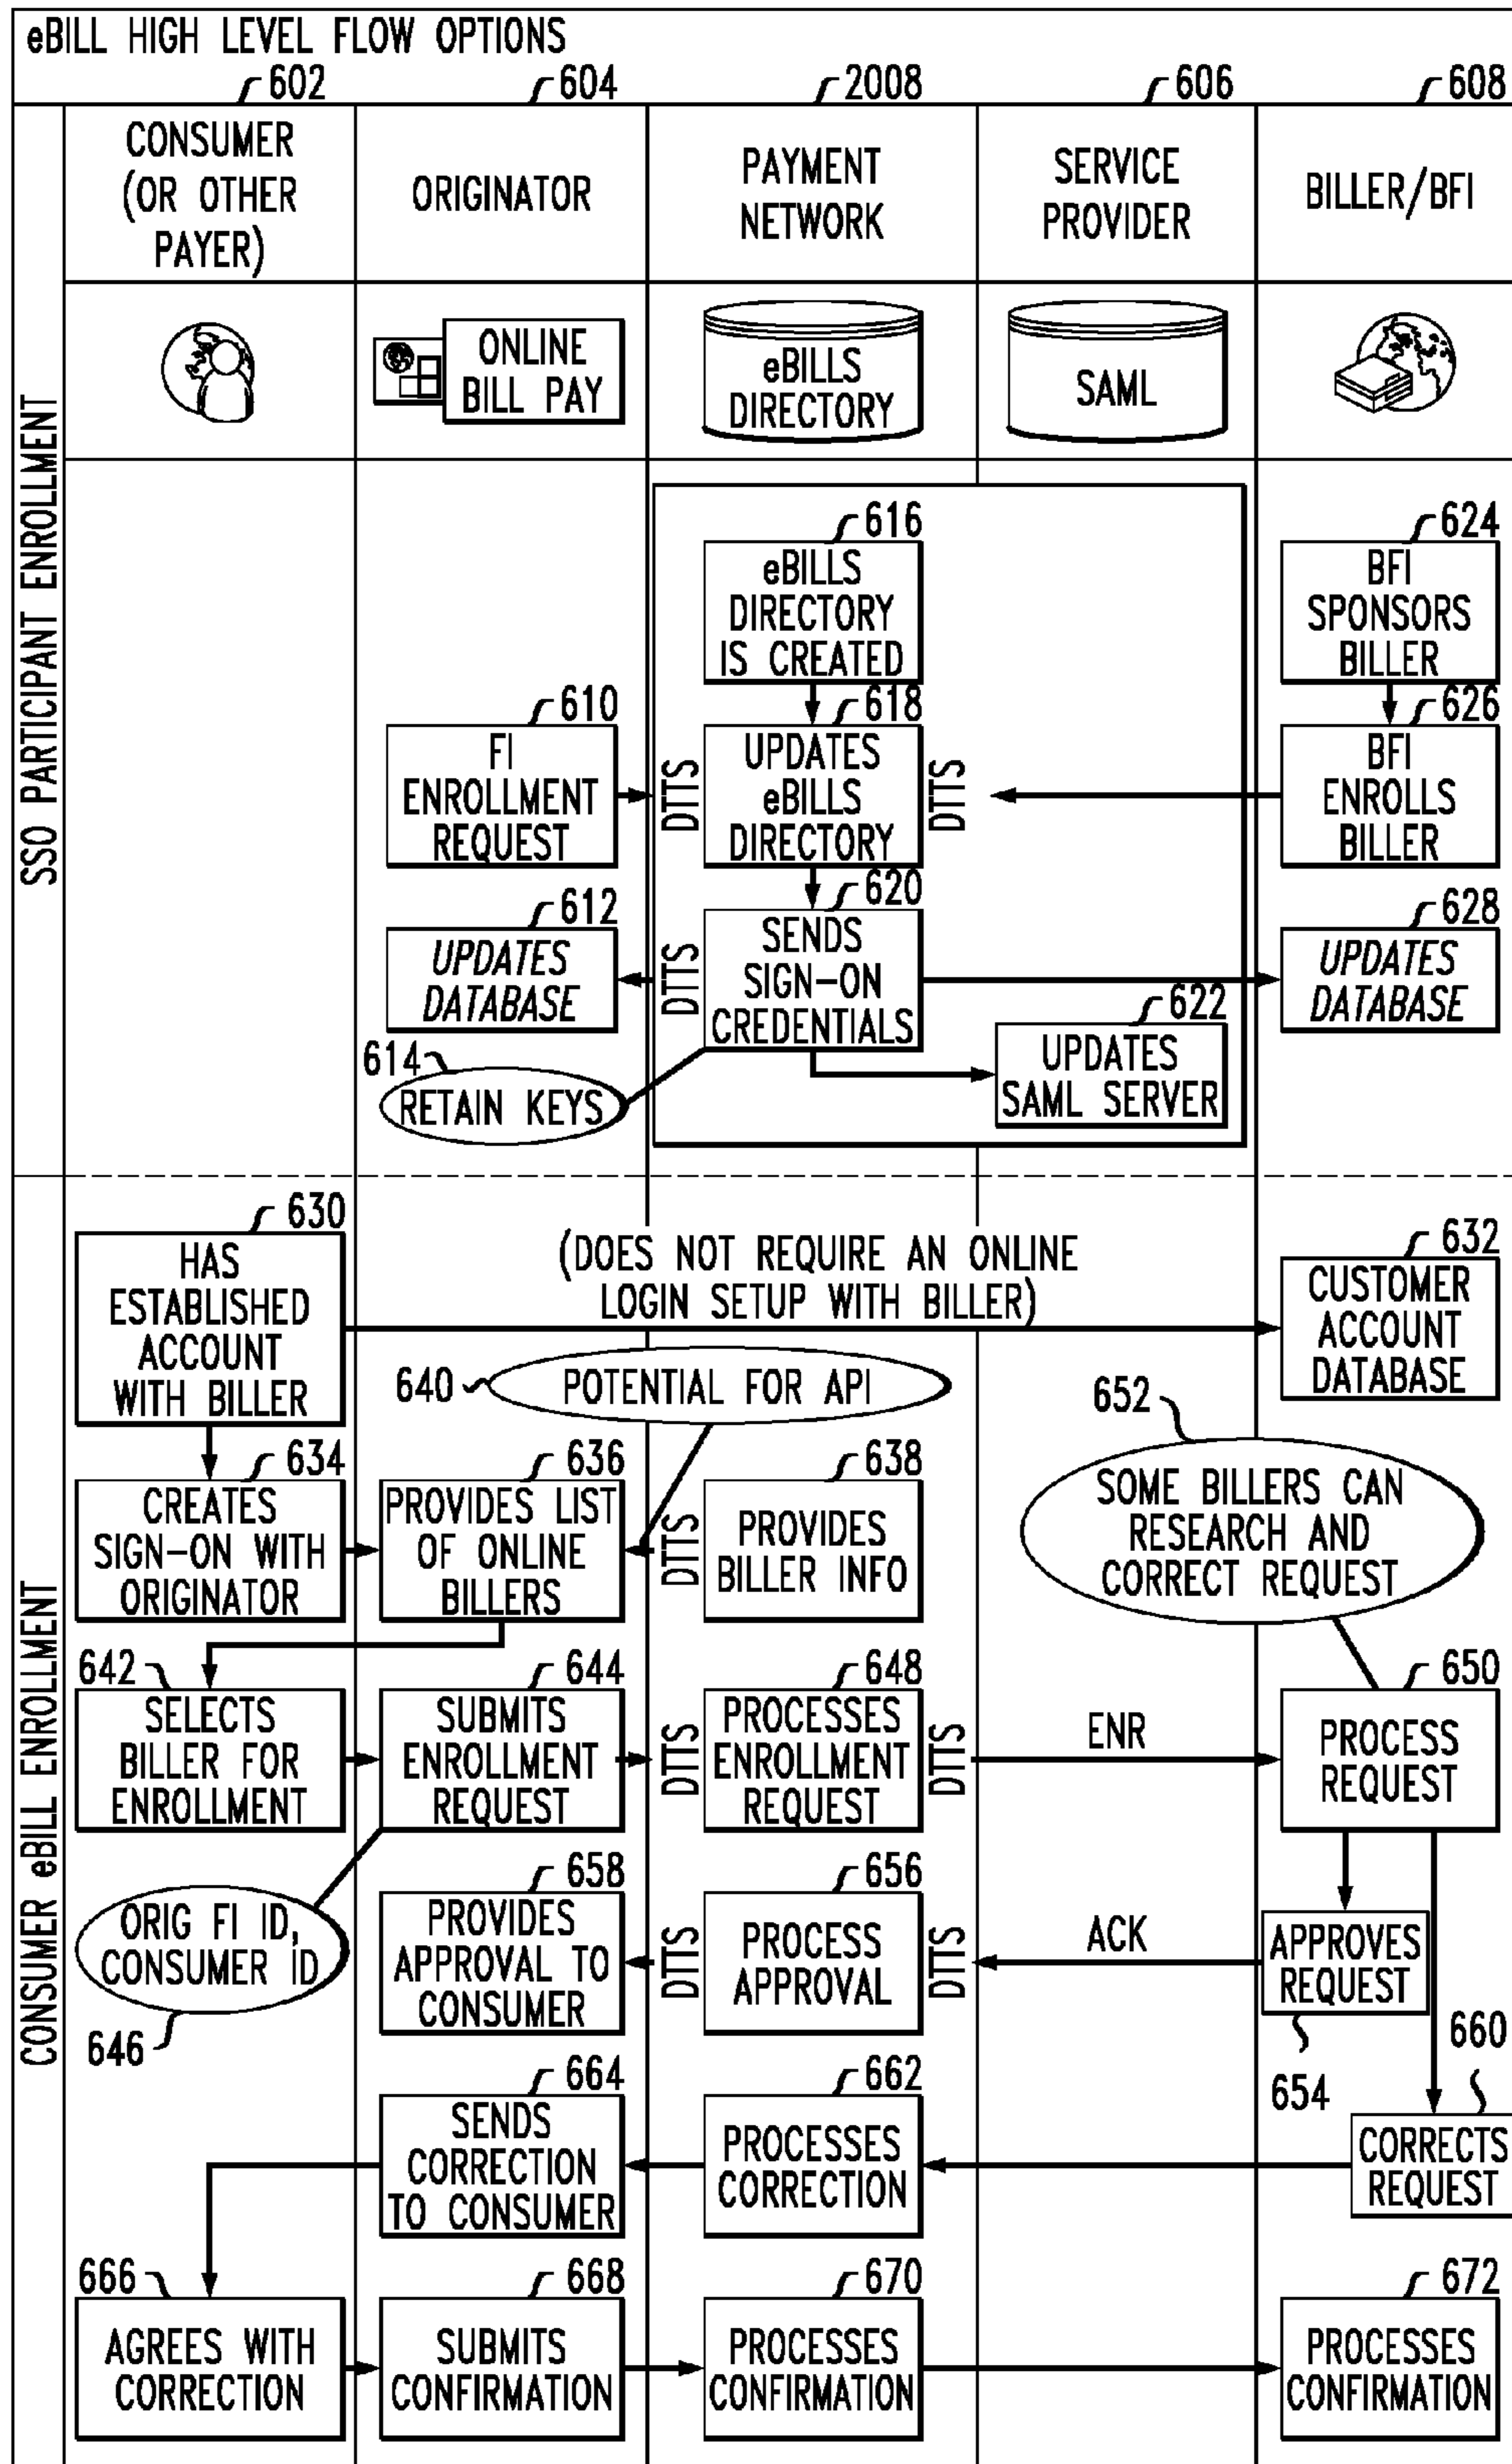 eBILL HIGH LEVEL FLOW OPTIONS
602
604
2008
606
608
CONSUMER
(OR OTHER
PAYER)
ORIGINATOR
PAYMENT
NETWORK
SERVICE
PROVIDER
BILLER/BFI
ONLINE
BILL PAY
eBILLS
DIRECTORY
SAML
SSO PARTICIPANT ENROLLMENT
616
eBILLS
DIRECTORY
IS CREATED
624
BFI
SPONSORS
BILLER
610
FI
ENROLLMENT
REQUEST
DTTS
618
UPDATES
eBILLS
DIRECTORY
DTTS
626
BFI
ENROLLS
BILLER
612
UPDATES
DATABASE
DTTS
620
SENDS
SIGN-ON
CREDENTIALS
628
UPDATES
DATABASE
614
RETAIN KEYS
622
UPDATES
SAML SERVER
CONSUMER eBILL ENROLLMENT
630
HAS
ESTABLISHED
ACCOUNT
WITH BILLER
(DOES NOT REQUIRE AN ONLINE
LOGIN SETUP WITH BILLER)
632
CUSTOMER
ACCOUNT
DATABASE
640
POTENTIAL FOR API
652
SOME BILLERS CAN
RESEARCH AND
CORRECT REQUEST
634
CREATES
SIGN-ON WITH
ORIGINATOR
636
PROVIDES LIST
OF ONLINE
BILLERS
DTTS
638
PROVIDES
BILLER INFO
642
SELECTS
BILLER FOR
ENROLLMENT
644
SUBMITS
ENROLLMENT
REQUEST
DTTS
648
PROCESSES
ENROLLMENT
REQUEST
DTTS
ENR
650
PROCESS
REQUEST
646
ORIG FI ID,
CONSUMER ID
658
PROVIDES
APPROVAL TO
CONSUMER
DTTS
656
PROCESS
APPROVAL
DTTS
ACK
APPROVES
REQUEST
654
660
CORRECTS
REQUEST
664
SENDS
CORRECTION
TO CONSUMER
662
PROCESSES
CORRECTION
666
AGREES WITH
CORRECTION
668
SUBMITS
CONFIRMATION
670
PROCESSES
CONFIRMATION
672
PROCESSES
CONFIRMATION